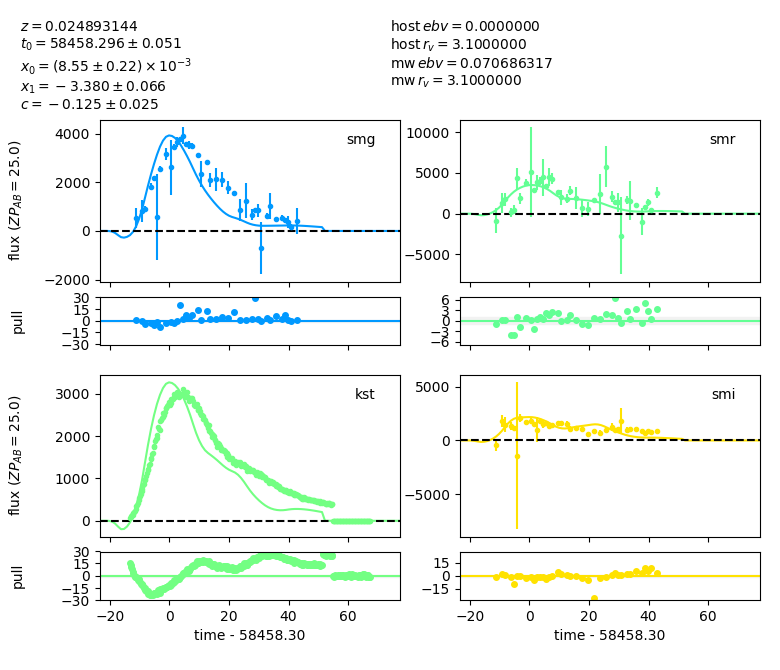 z = 0.024893144
t₀ = 58458.296 ± 0.051
x₀ = (8.55 ± 0.22) × 10⁻³
x₁ = −3.380 ± 0.066
c = −0.125 ± 0.025
host ebv = 0.0000000
host r_v = 3.1000000
mw ebv = 0.070686317
mw r_v = 3.1000000
flux (ZP_AB = 25.0)
4000
2000
0
−2000
smg
10000
5000
0
−5000
smr
pull
30
15
0
−15
−30
6
3
0
−3
−6
flux (ZP_AB = 25.0)
3000
2000
1000
0
kst
5000
0
−5000
smi
pull
30
15
0
−15
−30
15
0
−15
−20 0 20 40 60
−20 0 20 40 60
time - 58458.30
time - 58458.30